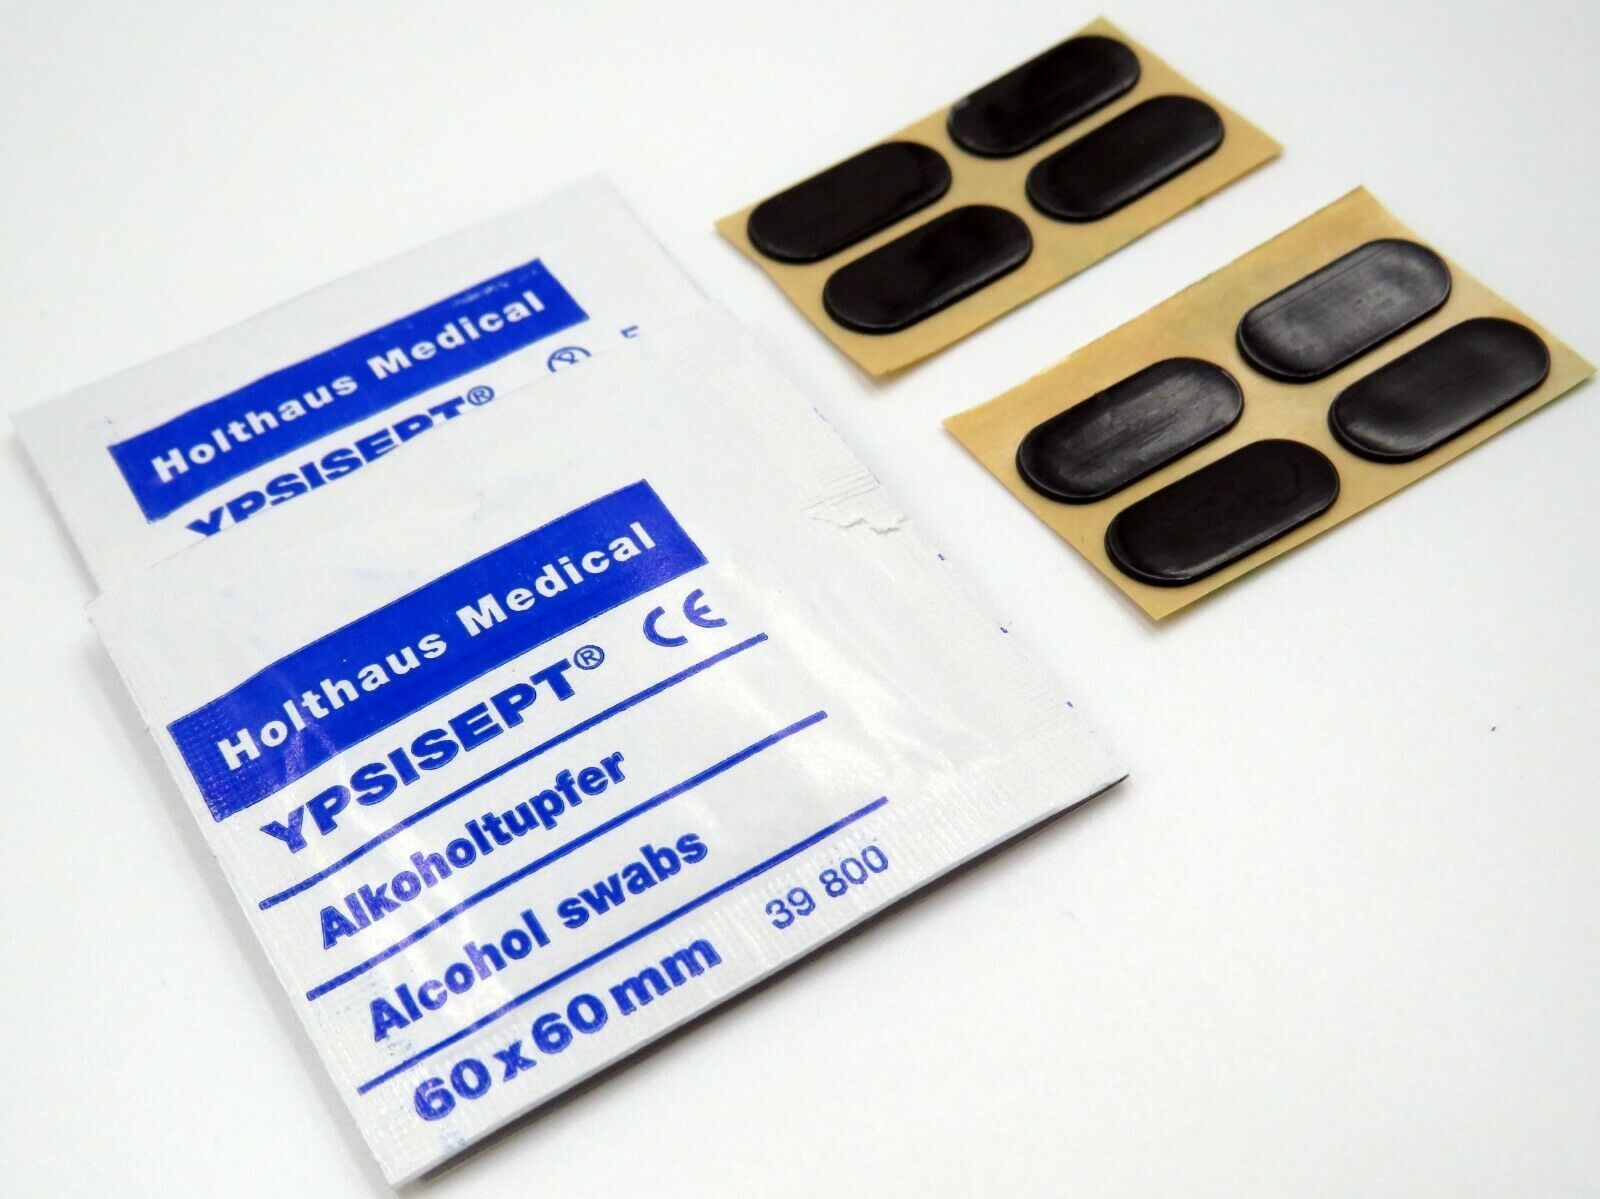 Holthaus Medical
YPSISEPT®
Holthaus Medical
YPSISEPT® CE
Alkoholtupfer
Alcohol swabs
60 x 60 mm 39 800